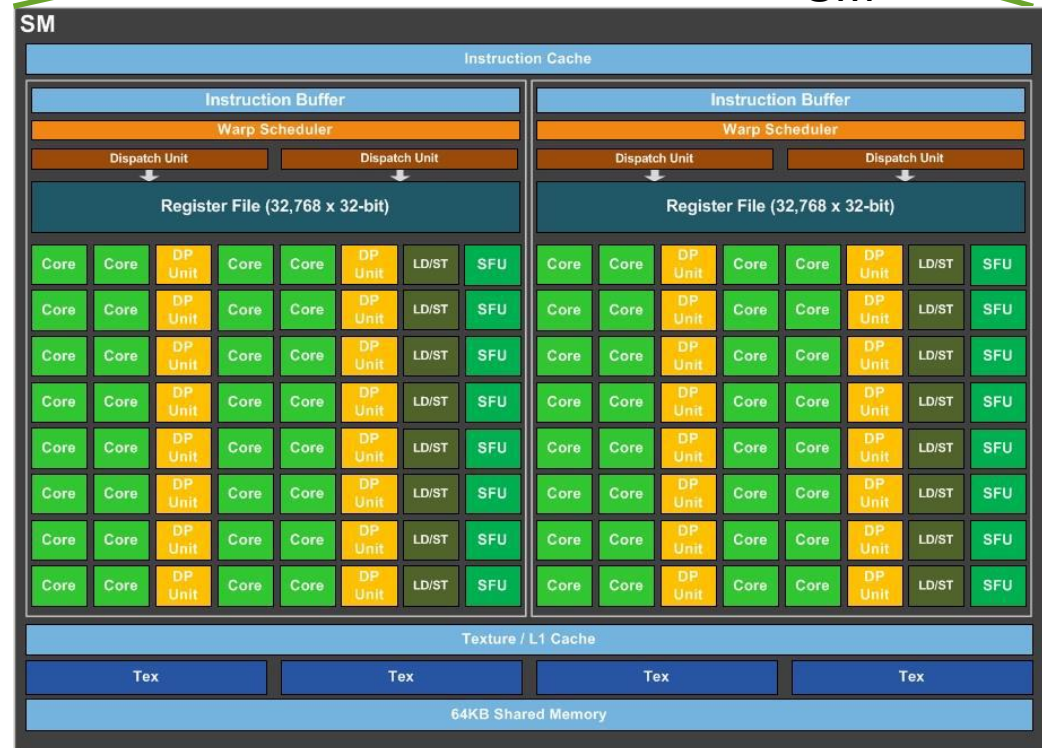 SM
Instruction Cache
Instruction Buffer Instruction Buffer
Warp Scheduler Warp Scheduler
Dispatch Unit Dispatch Unit Dispatch Unit Dispatch Unit
Register File (32,768 x 32-bit) Register File (32,768 x 32-bit)
Core Core DP Unit Core Core DP Unit LD/ST SFU Core Core DP Unit Core Core DP Unit LD/ST SFU
Core Core DP Unit Core Core DP Unit LD/ST SFU Core Core DP Unit Core Core DP Unit LD/ST SFU
Core Core DP Unit Core Core DP Unit LD/ST SFU Core Core DP Unit Core Core DP Unit LD/ST SFU
Core Core DP Unit Core Core DP Unit LD/ST SFU Core Core DP Unit Core Core DP Unit LD/ST SFU
Core Core DP Unit Core Core DP Unit LD/ST SFU Core Core DP Unit Core Core DP Unit LD/ST SFU
Core Core DP Unit Core Core DP Unit LD/ST SFU Core Core DP Unit Core Core DP Unit LD/ST SFU
Core Core DP Unit Core Core DP Unit LD/ST SFU Core Core DP Unit Core Core DP Unit LD/ST SFU
Core Core DP Unit Core Core DP Unit LD/ST SFU Core Core DP Unit Core Core DP Unit LD/ST SFU
Texture / L1 Cache
Tex Tex Tex Tex
64KB Shared Memory